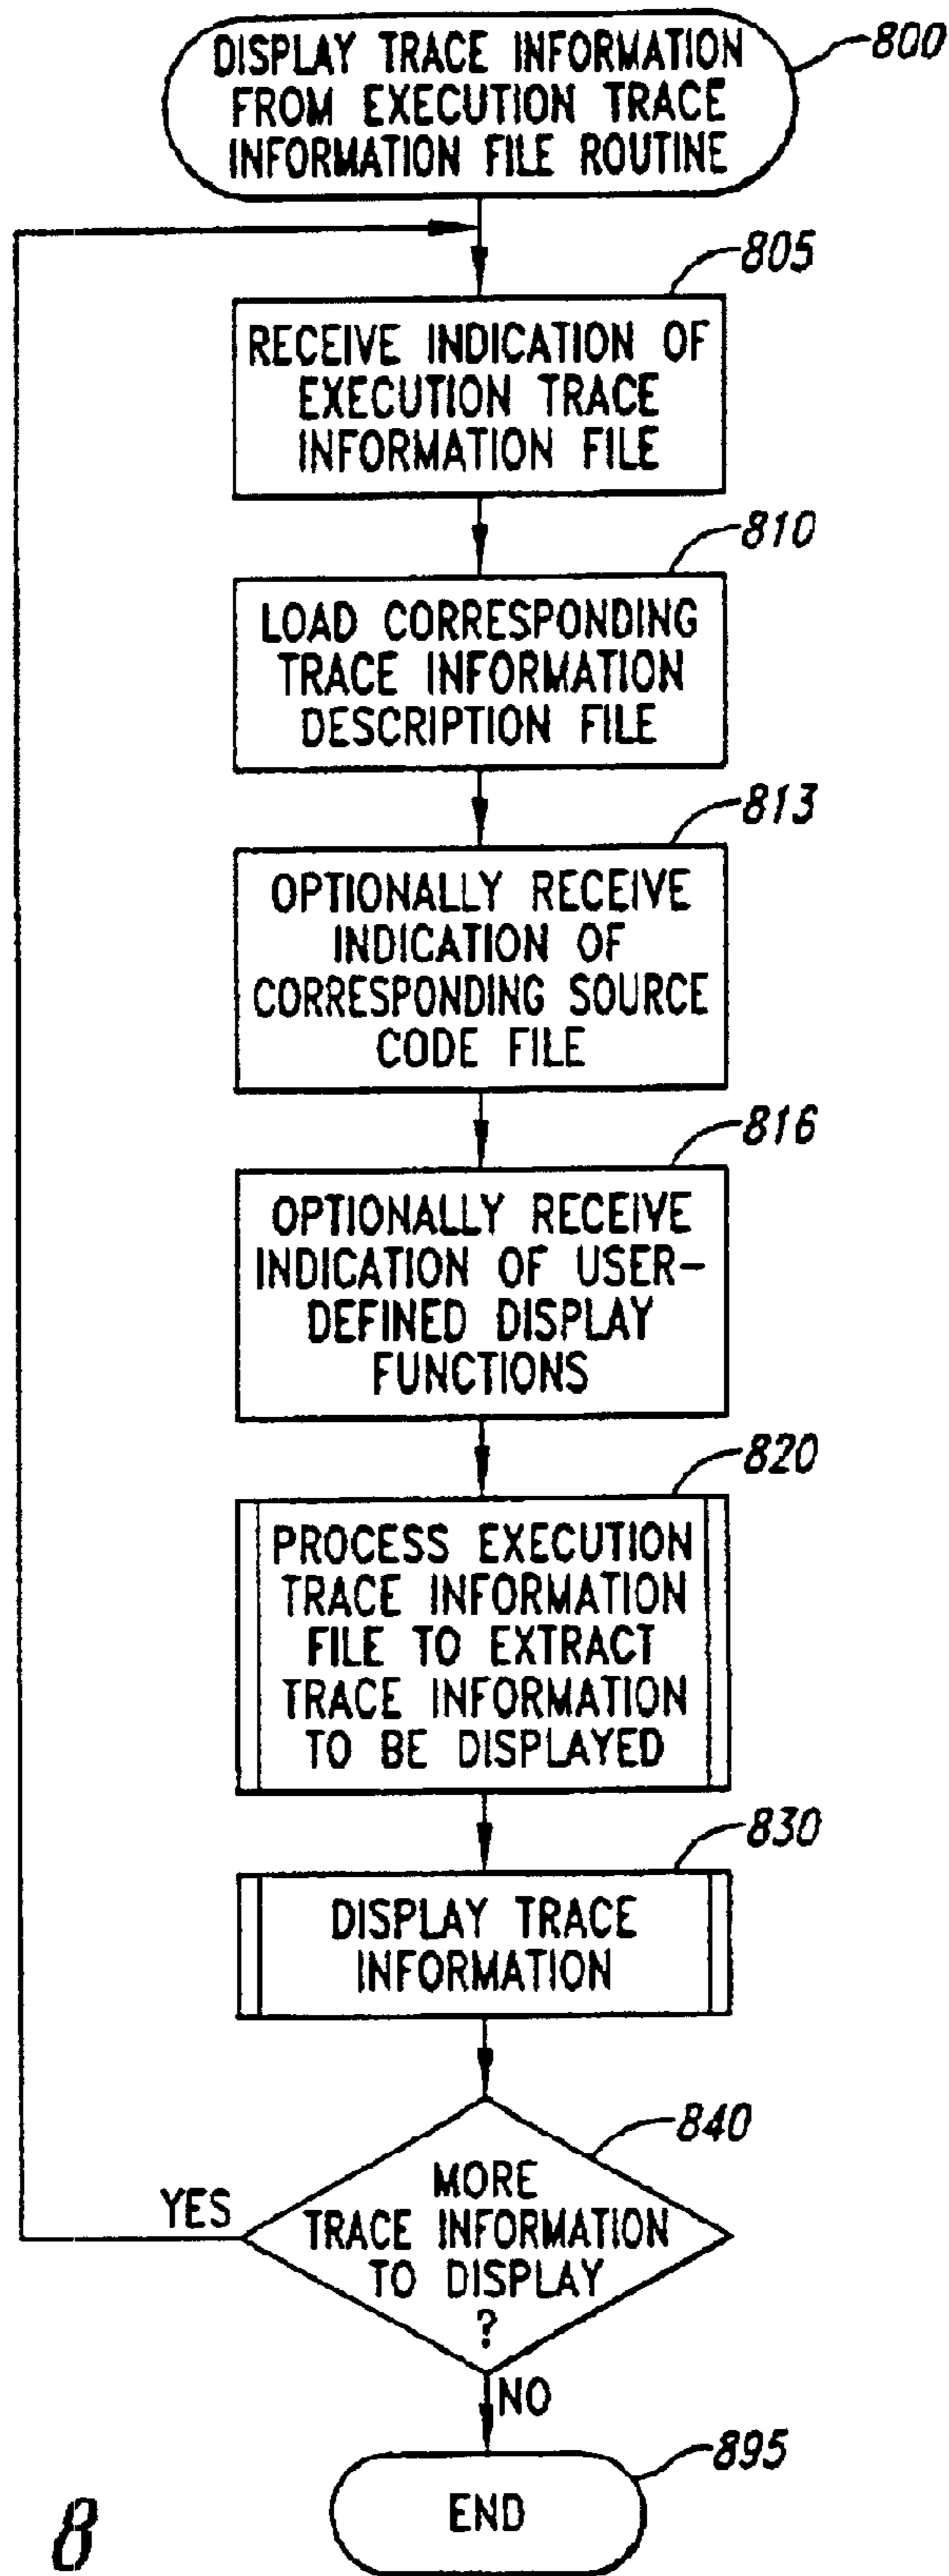 DISPLAY TRACE INFORMATION
FROM EXECUTION TRACE
INFORMATION FILE ROUTINE
800
805
RECEIVE INDICATION OF
EXECUTION TRACE
INFORMATION FILE
810
LOAD CORRESPONDING
TRACE INFORMATION
DESCRIPTION FILE
813
OPTIONALLY RECEIVE
INDICATION OF
CORRESPONDING SOURCE
CODE FILE
816
OPTIONALLY RECEIVE
INDICATION OF USER-
DEFINED DISPLAY
FUNCTIONS
820
PROCESS EXECUTION
TRACE INFORMATION
FILE TO EXTRACT
TRACE INFORMATION
TO BE DISPLAYED
830
DISPLAY TRACE
INFORMATION
840
YES
MORE
TRACE INFORMATION
TO DISPLAY
?
NO
895
END
8